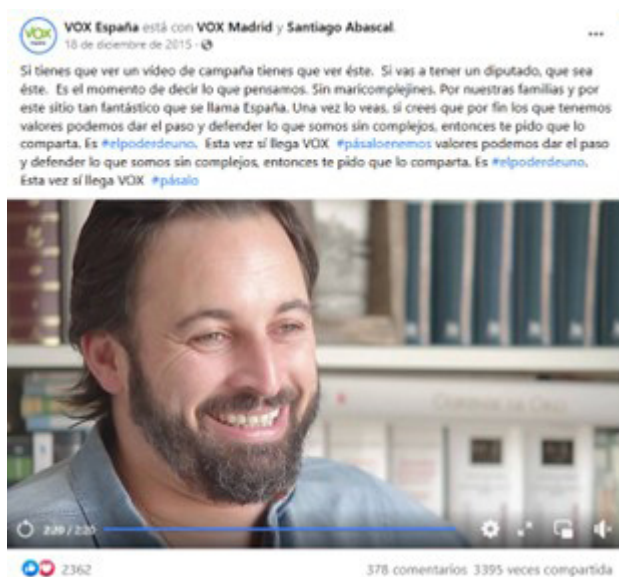 VOX
VOX España está con VOX Madrid y Santiago Abascal.
18 de diciembre de 2015 ·
Si tienes que ver un vídeo de campaña tienes que ver éste. Si vas a tener un diputado, que sea
éste. Es el momento de decir lo que pensamos. Sin maricomplejines. Por nuestras familias y por
este sitio tan fantástico que se llama España. Una vez lo veas, si crees que por fin los que tenemos
valores podemos dar el paso y defender lo que somos sin complejos, entonces te pido que lo
comparta. Es #elpoderdeuno. Esta vez sí llega VOX #pásaloenemos valores podemos dar el paso
y defender lo que somos sin complejos, entonces te pido que lo comparta. Es #elpoderdeuno.
Esta vez sí llega VOX #pásalo
2:20 / 2:20
2362
378 comentarios 3395 veces compartida